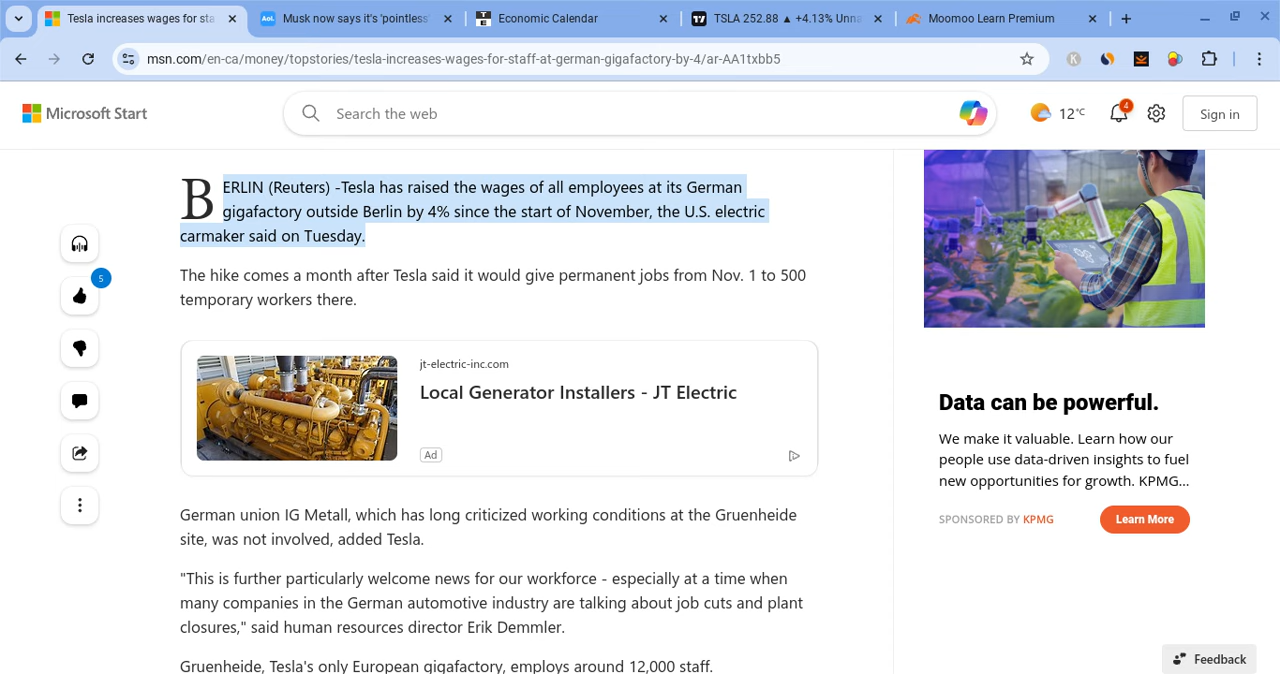 Tesla increases wages for sta
Musk now says it's 'pointless'
Economic Calendar
TSLA 252.88 ▲ +4.13% Unna
Moomoo Learn Premium
msn.com/en-ca/money/topstories/tesla-increases-wages-for-staff-at-german-gigafactory-by-4/ar-AA1txbb5
Microsoft Start
Search the web
12°C
4
Sign in
BERLIN (Reuters) -Tesla has raised the wages of all employees at its German
gigafactory outside Berlin by 4% since the start of November, the U.S. electric
carmaker said on Tuesday.
5
The hike comes a month after Tesla said it would give permanent jobs from Nov. 1 to 500
temporary workers there.
jt-electric-inc.com
Local Generator Installers - JT Electric
Ad
German union IG Metall, which has long criticized working conditions at the Gruenheide
site, was not involved, added Tesla.
"This is further particularly welcome news for our workforce - especially at a time when
many companies in the German automotive industry are talking about job cuts and plant
closures," said human resources director Erik Demmler.
Gruenheide, Tesla's only European gigafactory, employs around 12,000 staff.
Data can be powerful.
We make it valuable. Learn how our
people use data-driven insights to fuel
new opportunities for growth. KPMG...
SPONSORED BY KPMG
Learn More
Feedback